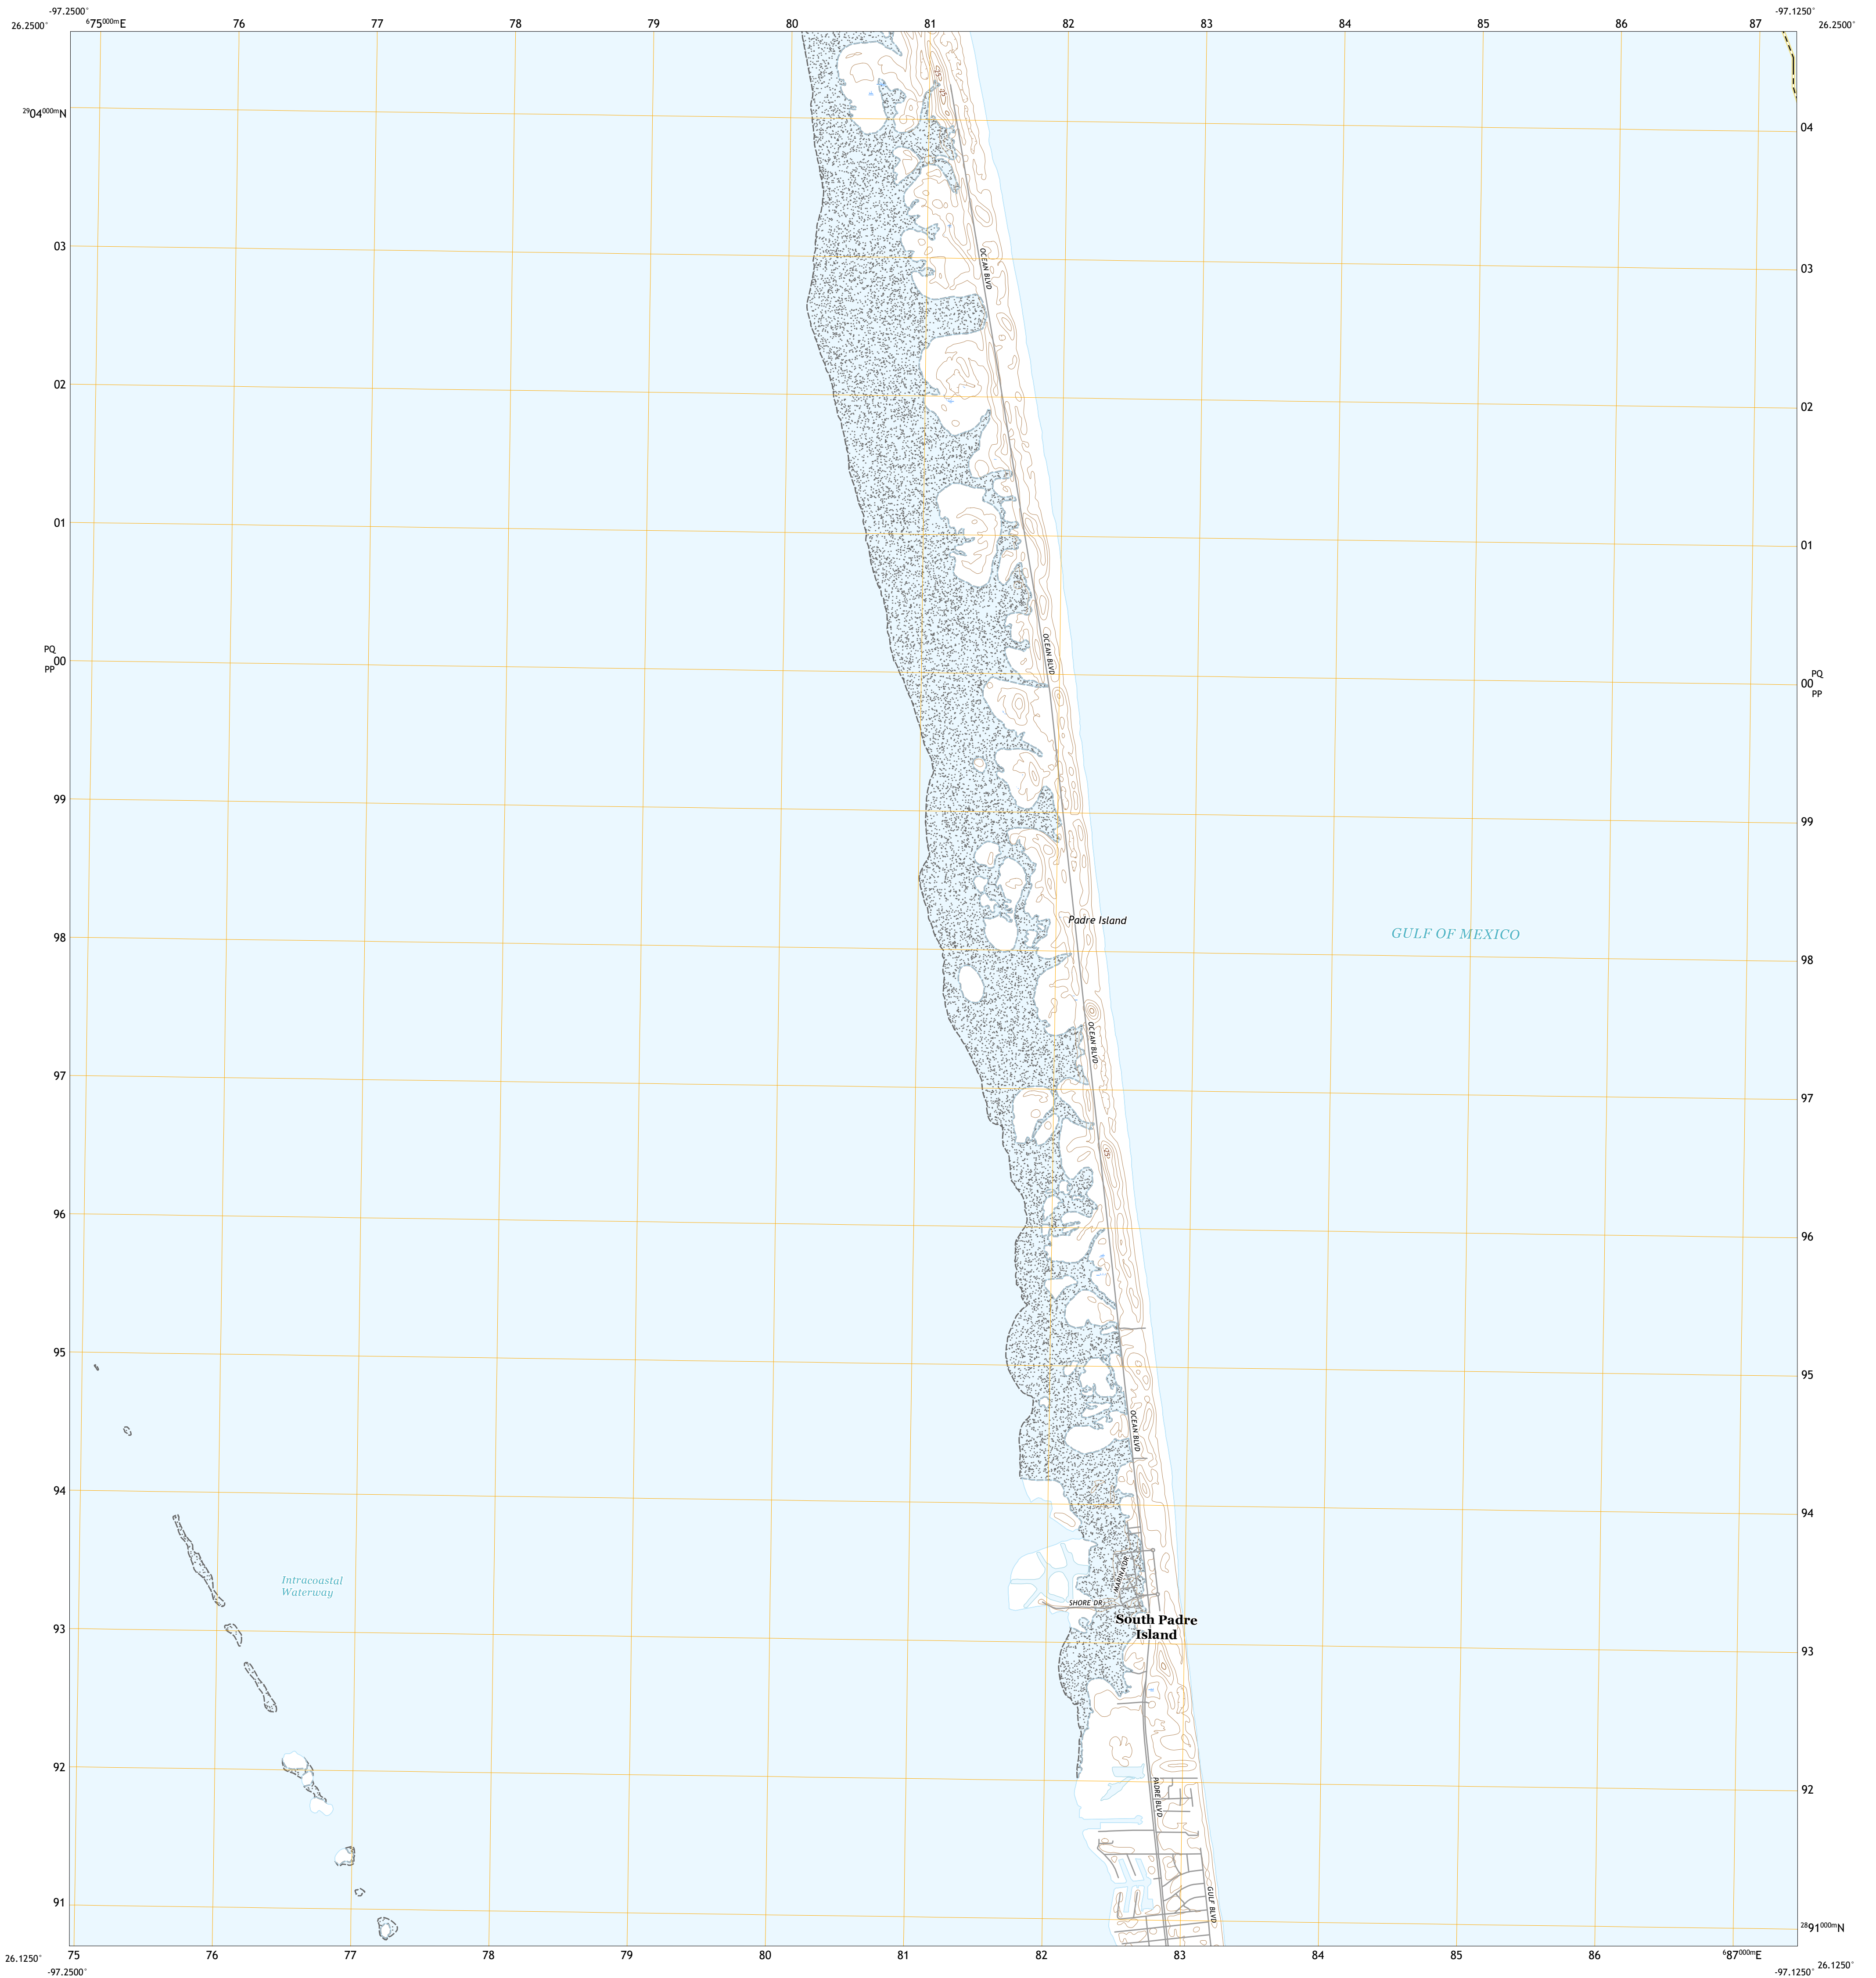 -97.2500° -97.1250°
26.2500° ⁶75⁰⁰⁰ᵐE 76 77 78 79 80 81 82 83 84 85 86 87 26.2500°
²⁹04⁰⁰⁰ᵐN 04
03 03
02 02
01 01
PQ PQ
00 00
PP PP
99 99
98 98
97 97
96 96
95 95
94 94
93 93
92 92
91 ²⁸91⁰⁰⁰ᵐN
25
25
OCEAN BLVD
OCEAN BLVD
Padre Island
GULF OF MEXICO
OCEAN BLVD
25
OCEAN BLVD
MARINA DR
Intracoastal
Waterway
SHORE DR
South Padre
Island
PADRE BLVD
GULF BLVD
26.1250° 75 76 77 78 79 80 81 82 83 84 85 86 ⁶87⁰⁰⁰ᵐE 26.1250°
-97.2500° -97.1250°